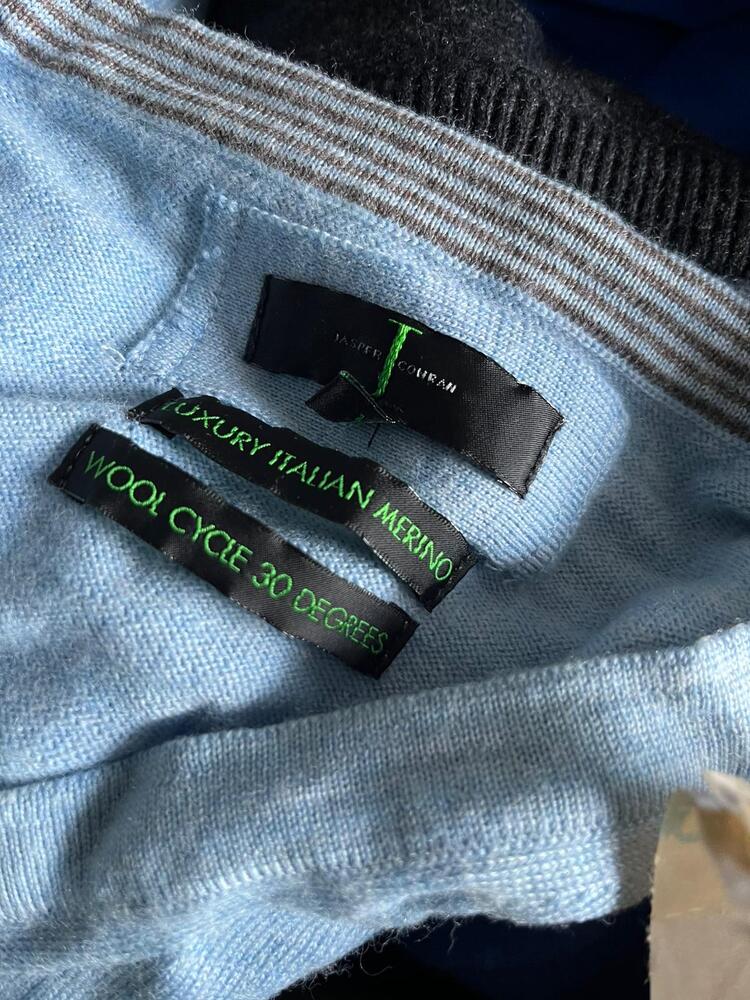 J
JASPER CONRAN
LUXURY ITALIAN MERINO
WOOL CYCLE 30 DEGREES